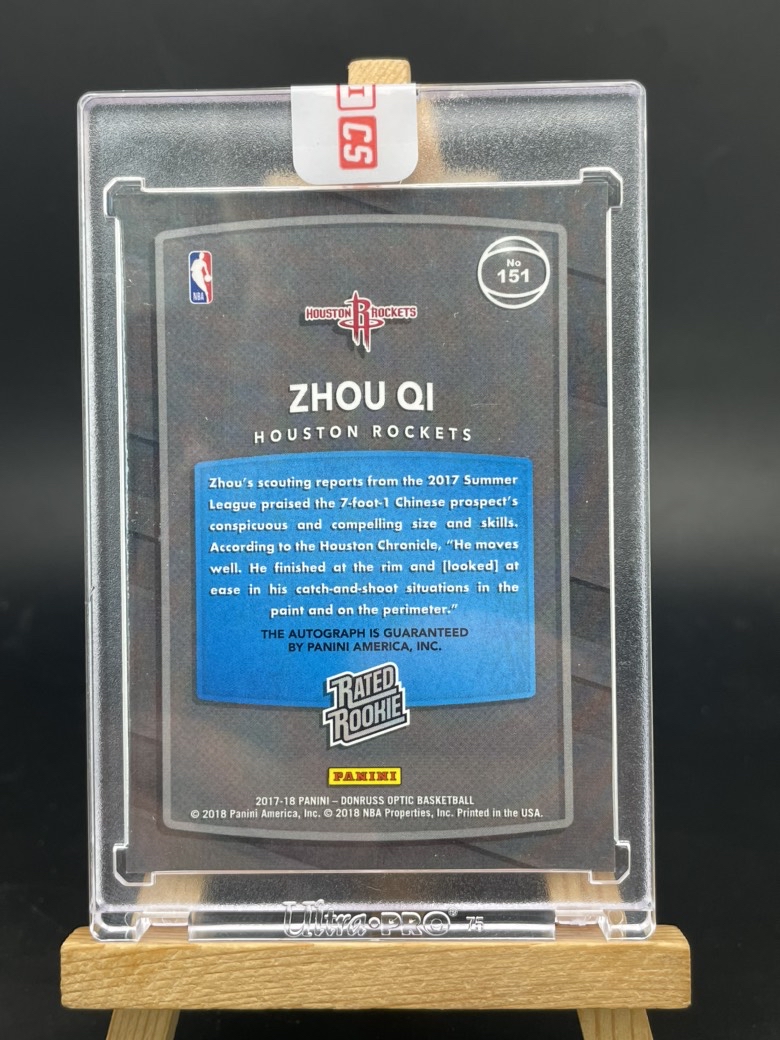 CS
NBA
No
151
HOUSTON ROCKETS
ZHOU QI
HOUSTON ROCKETS
Zhou's scouting reports from the 2017 Summer
League praised the 7-foot-1 Chinese prospect's
conspicuous and compelling size and skills.
According to the Houston Chronicle, “He moves
well. He finished at the rim and [looked] at
ease in his catch-and-shoot situations in the
paint and on the perimeter.”
THE AUTOGRAPH IS GUARANTEED
BY PANINI AMERICA, INC.
RATED
ROOKIE
PANINI
2017-18 PANINI – DONRUSS OPTIC BASKETBALL
© 2018 Panini America, Inc. © 2018 NBA Properties, Inc. Printed in the USA.
Ultra•PRO® 75